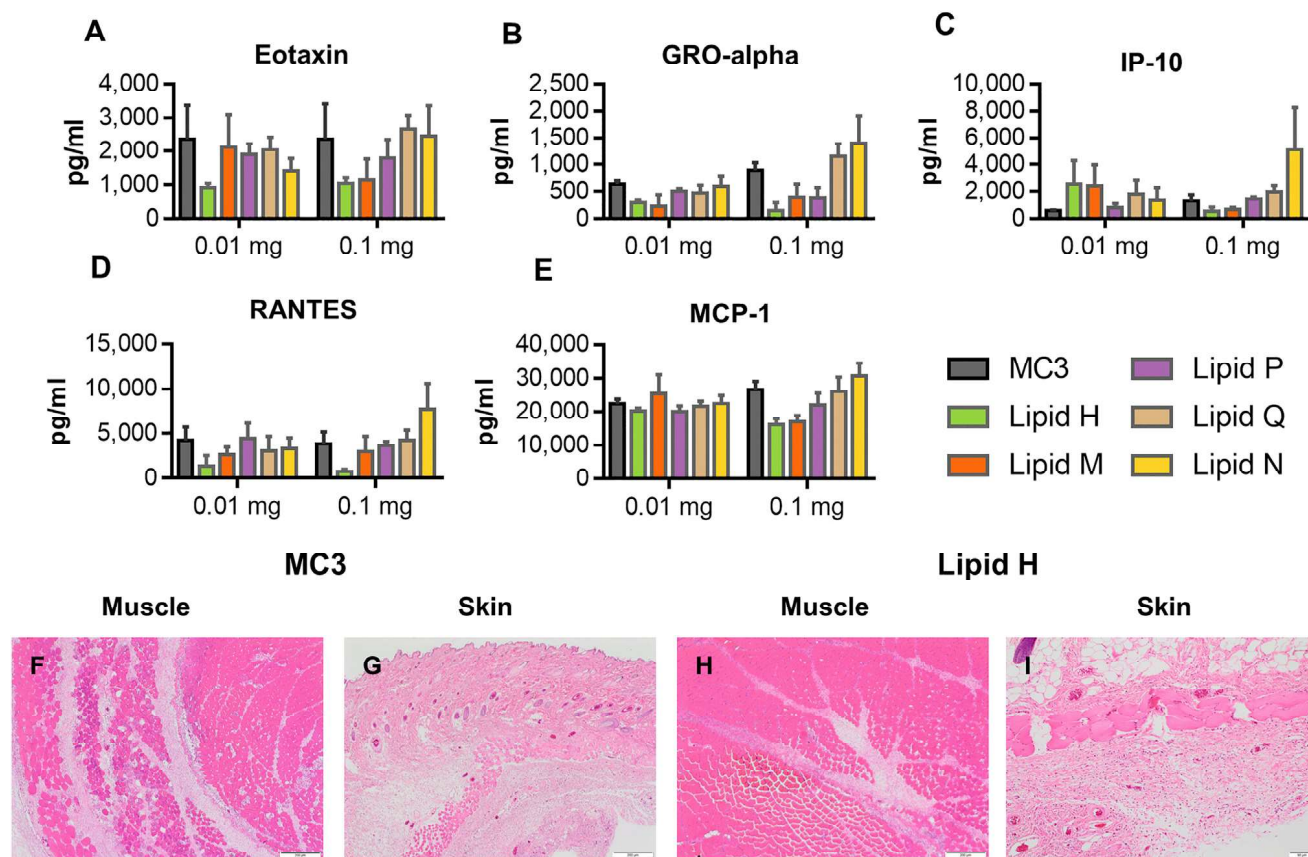 A
Eotaxin
pg/ml
4,000
3,000
2,000
1,000
0
0.01 mg
0.1 mg
B
GRO-alpha
pg/ml
2,500
2,000
1,500
1,000
500
0
0.01 mg
0.1 mg
C
IP-10
pg/ml
10,000
8,000
6,000
4,000
2,000
0
0.01 mg
0.1 mg
D
RANTES
pg/ml
15,000
10,000
5,000
0
0.01 mg
0.1 mg
E
MCP-1
pg/ml
40,000
30,000
20,000
10,000
0
0.01 mg
0.1 mg
MC3
Lipid H
Lipid M
Lipid P
Lipid Q
Lipid N
MC3
Lipid H
Muscle
Skin
Muscle
Skin
F
G
H
I